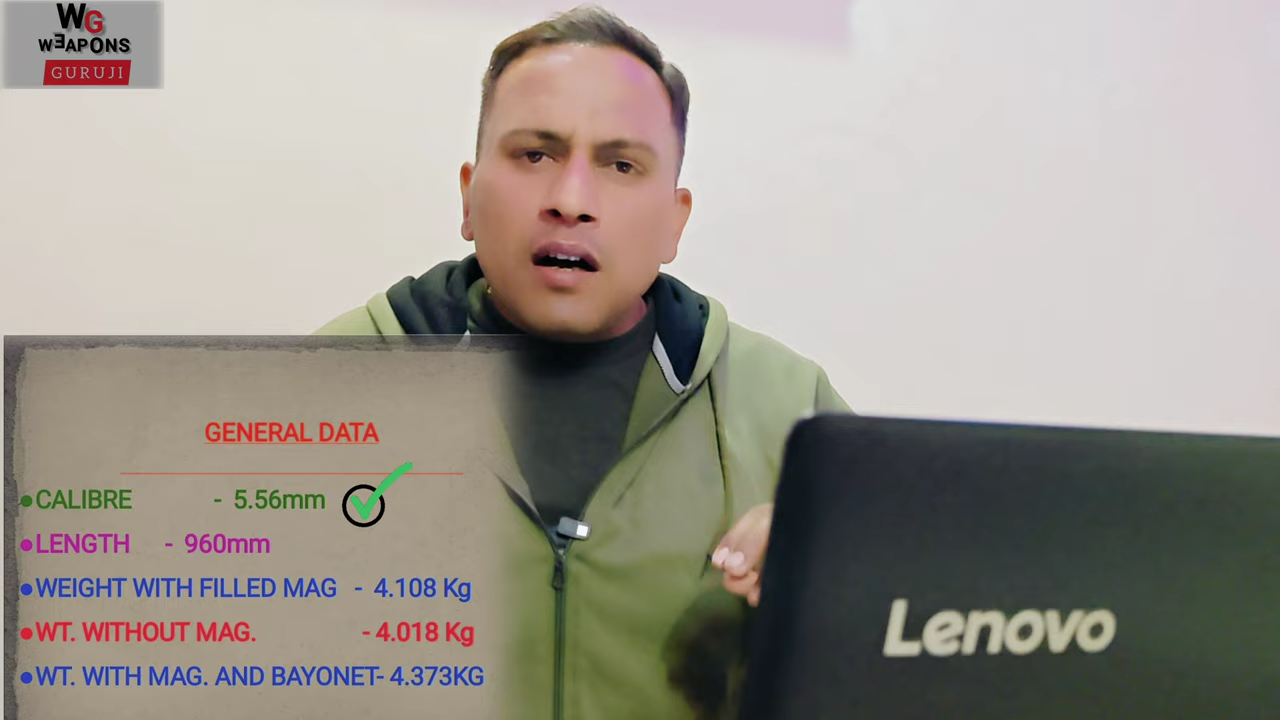 WG
WEAPONS
GURUJI
GENERAL DATA
•CALIBRE - 5.56mm
•LENGTH - 960mm
•WEIGHT WITH FILLED MAG - 4.108 Kg
•WT. WITHOUT MAG. - 4.018 Kg
•WT. WITH MAG. AND BAYONET- 4.373KG
Lenovo